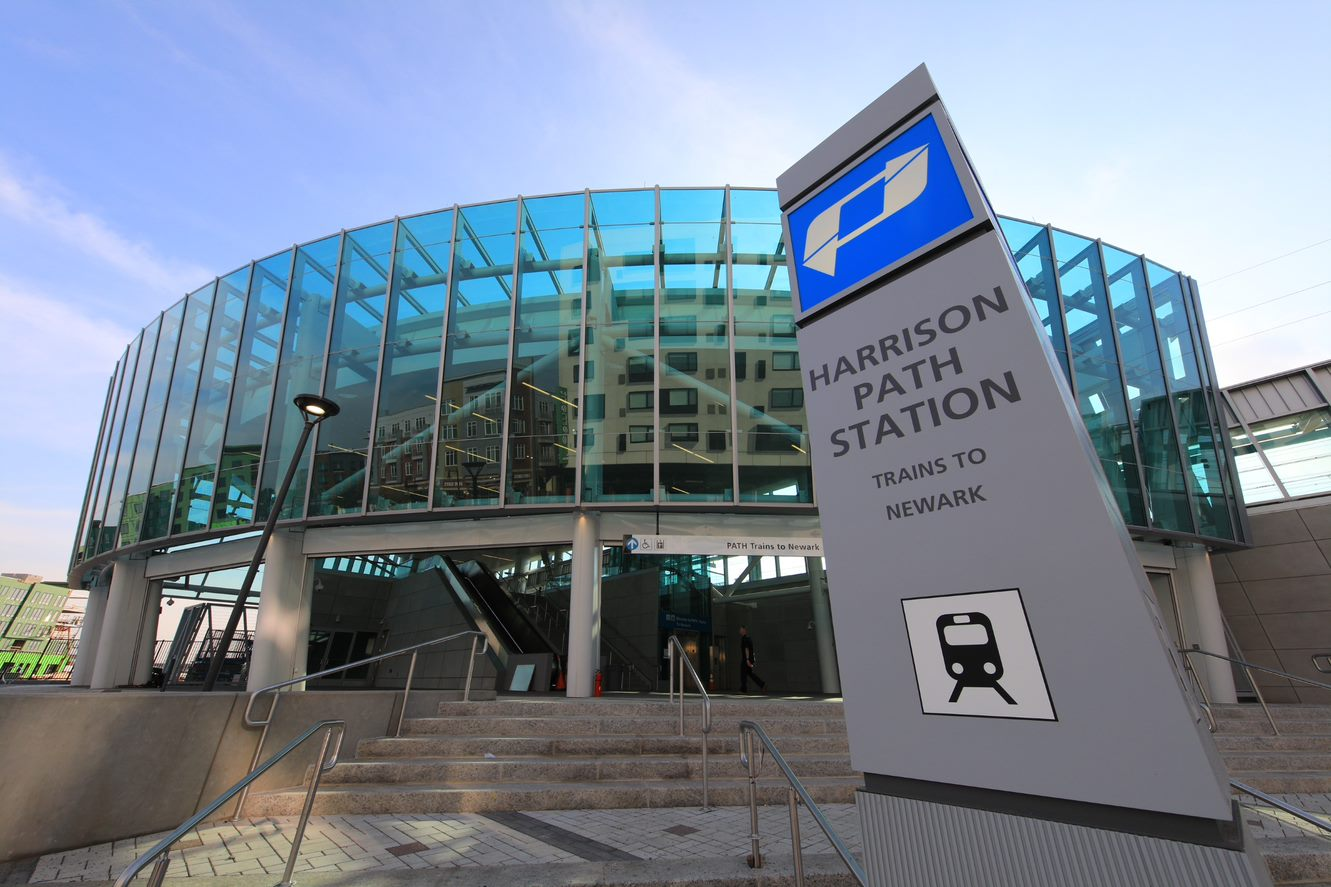 HARRISON
PATH
STATION
TRAINS TO
NEWARK
PATH Trains to Newark